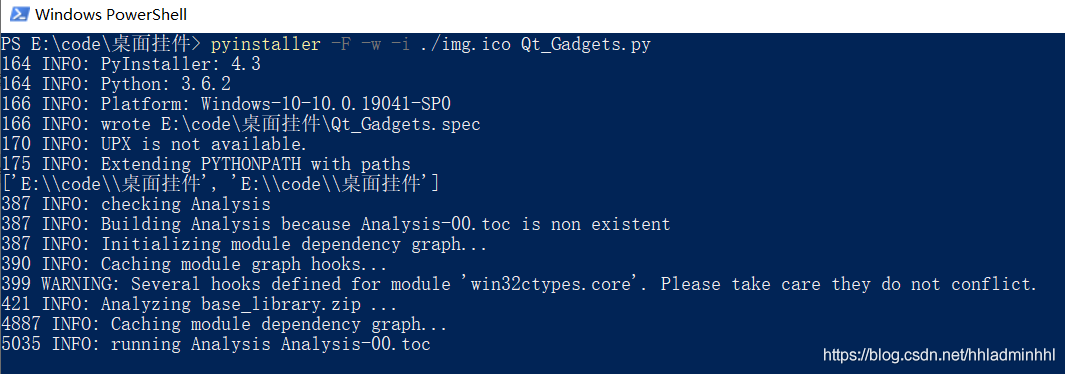 Windows PowerShell
PS E:\code\桌面挂件> pyinstaller -F -w -i ./img.ico Qt_Gadgets.py
164 INFO: PyInstaller: 4.3
164 INFO: Python: 3.6.2
166 INFO: Platform: Windows-10-10.0.19041-SP0
166 INFO: wrote E:\code\桌面挂件\Qt_Gadgets.spec
170 INFO: UPX is not available.
175 INFO: Extending PYTHONPATH with paths
['E:\\code\\桌面挂件', 'E:\\code\\桌面挂件']
387 INFO: checking Analysis
387 INFO: Building Analysis because Analysis-00.toc is non existent
387 INFO: Initializing module dependency graph...
390 INFO: Caching module graph hooks...
399 WARNING: Several hooks defined for module 'win32ctypes.core'. Please take care they do not conflict.
421 INFO: Analyzing base_library.zip ...
4887 INFO: Caching module dependency graph...
5035 INFO: running Analysis Analysis-00.toc
https://blog.csdn.net/hhladminhhl